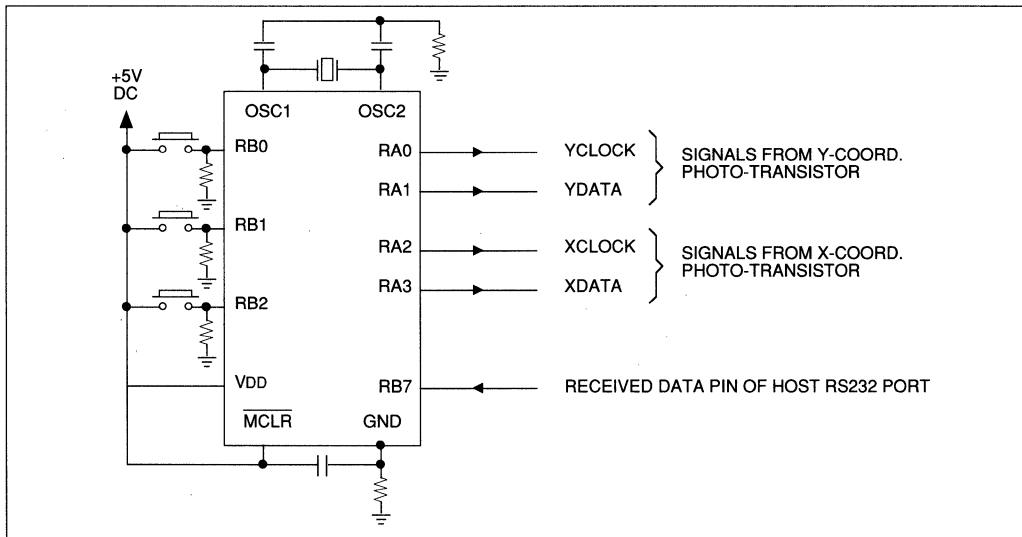 +5V
DC
OSC1
OSC2
RB0
RA0
YCLOCK
SIGNALS FROM Y-COORD.
PHOTO-TRANSISTOR
RA1
YDATA
RB1
RA2
XCLOCK
SIGNALS FROM X-COORD.
PHOTO-TRANSISTOR
RA3
XDATA
RB2
VDD
RB7
RECEIVED DATA PIN OF HOST RS232 PORT
MCLR
GND